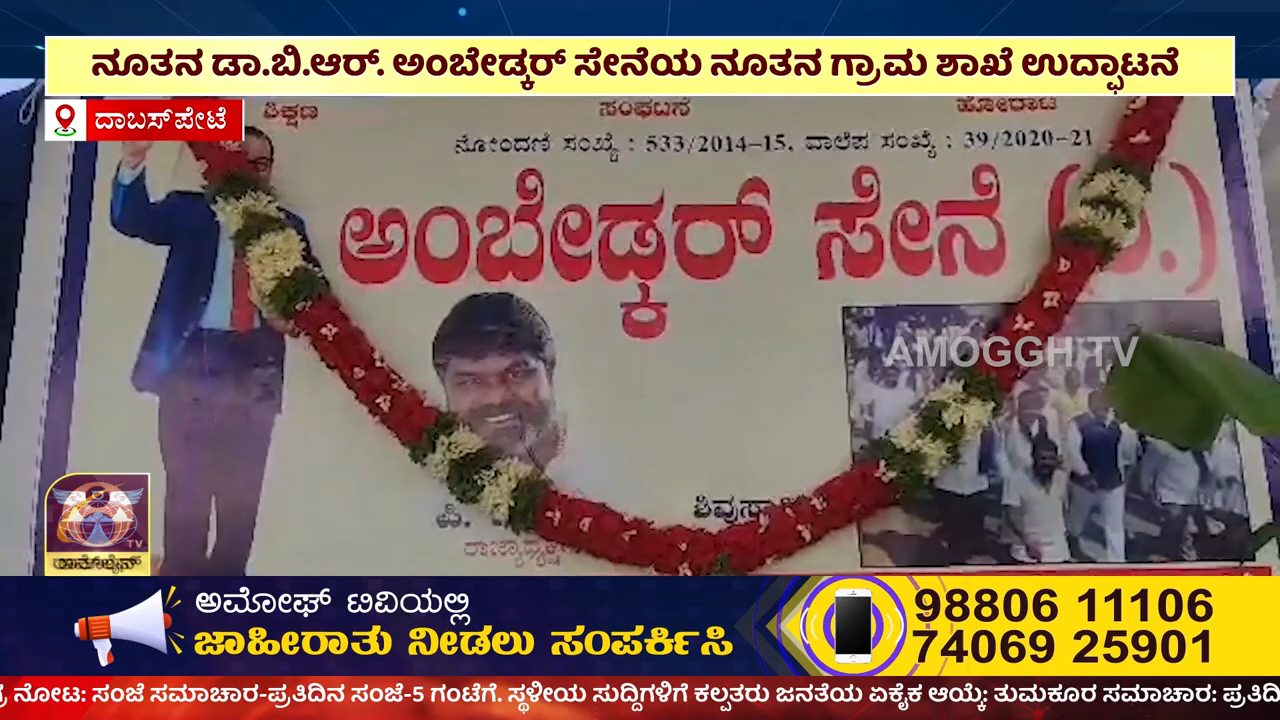 ನೂತನ ಡಾ.ಬಿ.ಆರ್. ಅಂಬೇಡ್ಕರ್ ಸೇನೆಯ ನೂತನ ಗ್ರಾಮ ಶಾಖೆ ಉದ್ಘಾಟನೆ
ದಾಬಸ್‌ಪೇಟೆ
ಶಿಕ್ಷಣ ಸಂಘಟನೆ ಹೋರಾಟ
ನೋಂದಣಿ ಸಂಖ್ಯೆ : 533/2014-15, ವಾಲೆಪ ಸಂಖ್ಯೆ : 39/2020-21
ಅಂಬೇಡ್ಕರ್ ಸೇನೆ
AMOGGH TV
ಪಿ.
ರಾಜ್ಯಾಧ್ಯಕ್ಷ
TV
ಅಮೋಘ್ ಟಿವಿಯಲ್ಲಿ
ಜಾಹೀರಾತು ನೀಡಲು ಸಂಪರ್ಕಿಸಿ
98806 11106
74069 25901
ನೋಟ: ಸಂಜೆ ಸಮಾಚಾರ-ಪ್ರತಿದಿನ ಸಂಜೆ-5 ಗಂಟೆಗೆ. ಸ್ಥಳೀಯ ಸುದ್ದಿಗಳಿಗೆ ಕಲ್ಪತರು ಜನತೆಯ ಏಕೈಕ ಆಯ್ಕೆ; ತುಮಕೂರ ಸಮಾಚಾರ: ಪ್ರತಿದಿ